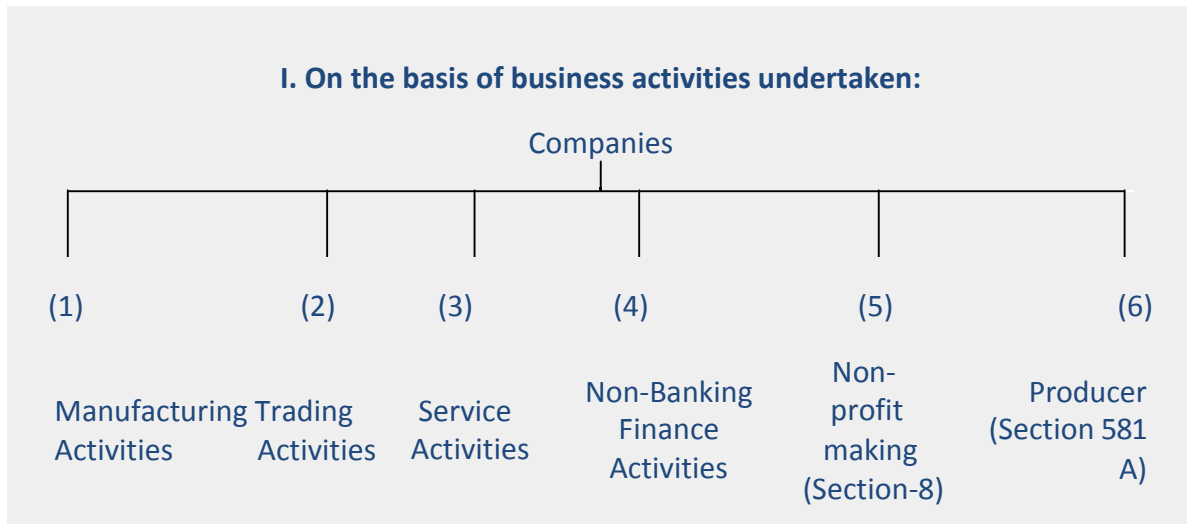 I. On the basis of business activities undertaken:
Companies
(1) (2) (3) (4) (5) (6)
Manufacturing
Activities
Trading
Activities
Service
Activities
Non-Banking
Finance
Activities
Non-
profit
making
(Section-8)
Producer
(Section 581
A)